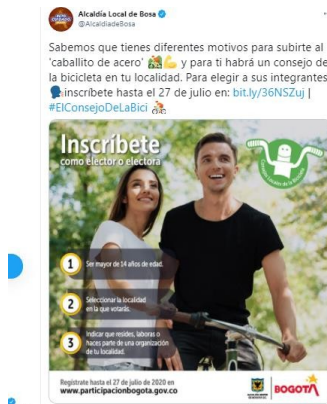 Alcaldía Local de Bosa
@AlcaldiadeBosa
Sabemos que tienes diferentes motivos para subirte al
'caballito de acero' y para ti habrá un consejo de
la bicicleta en tu localidad. Para elegir a sus integrantes
inscríbete hasta el 27 de julio en: bit.ly/36NSZuj |
#ElConsejoDeLaBici
Inscríbete
como elector o electora
1 Ser mayor de 14 años de edad.
2 Seleccionar la localidad
en la que votarás.
3 Indicar que resides, laboras o
haces parte de una organización
de tu localidad.
Regístrate hasta el 27 de julio de 2020 en
www.participacionbogota.gov.co
BOGOTÁ